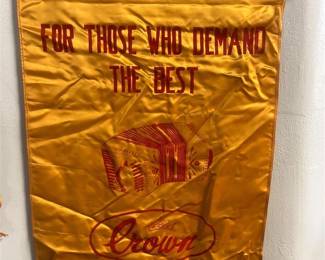 FOR THOSE WHO DEMAND
THE BEST
Crown